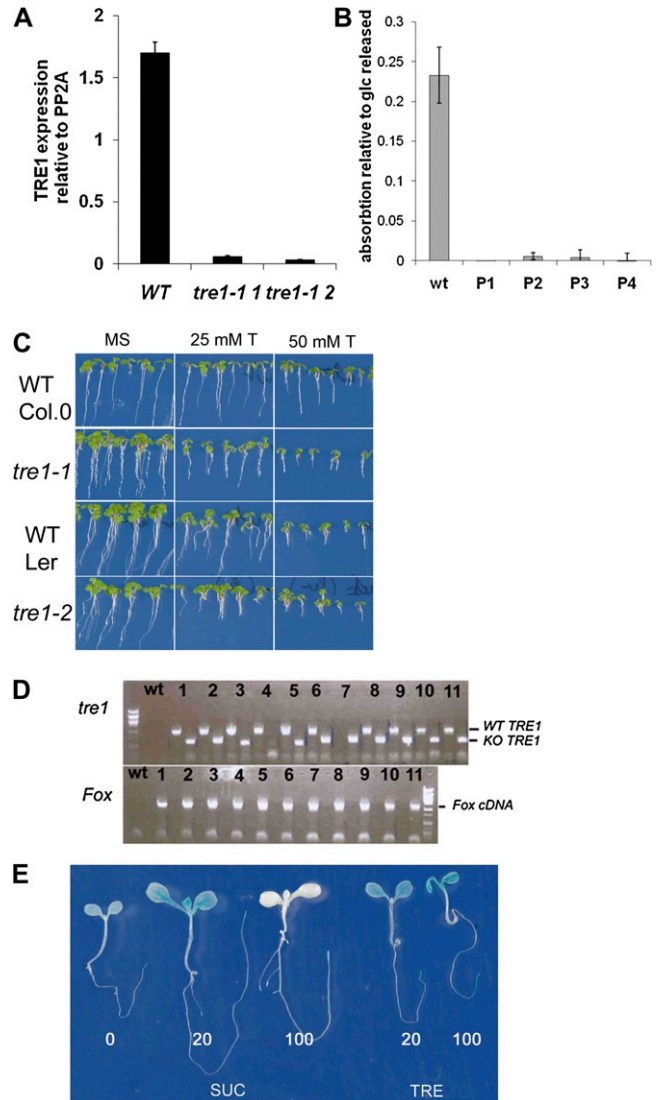 A
TRE1 expression
relative to PP2A
2
1.5
1
0.5
0
WT tre1-1 1 tre1-1 2
B
absorbtion relative to glc released
0.3
0.25
0.2
0.15
0.1
0.05
0
wt P1 P2 P3 P4
C
MS 25 mM T 50 mM T
WT
Col.0
tre1-1
WT
Ler
tre1-2
D
wt 1 2 3 4 5 6 7 8 9 10 11
tre1
WT TRE1
KO TRE1
wt 1 2 3 4 5 6 7 8 9 10 11
Fox
Fox cDNA
E
0 20 100 20 100
SUC TRE